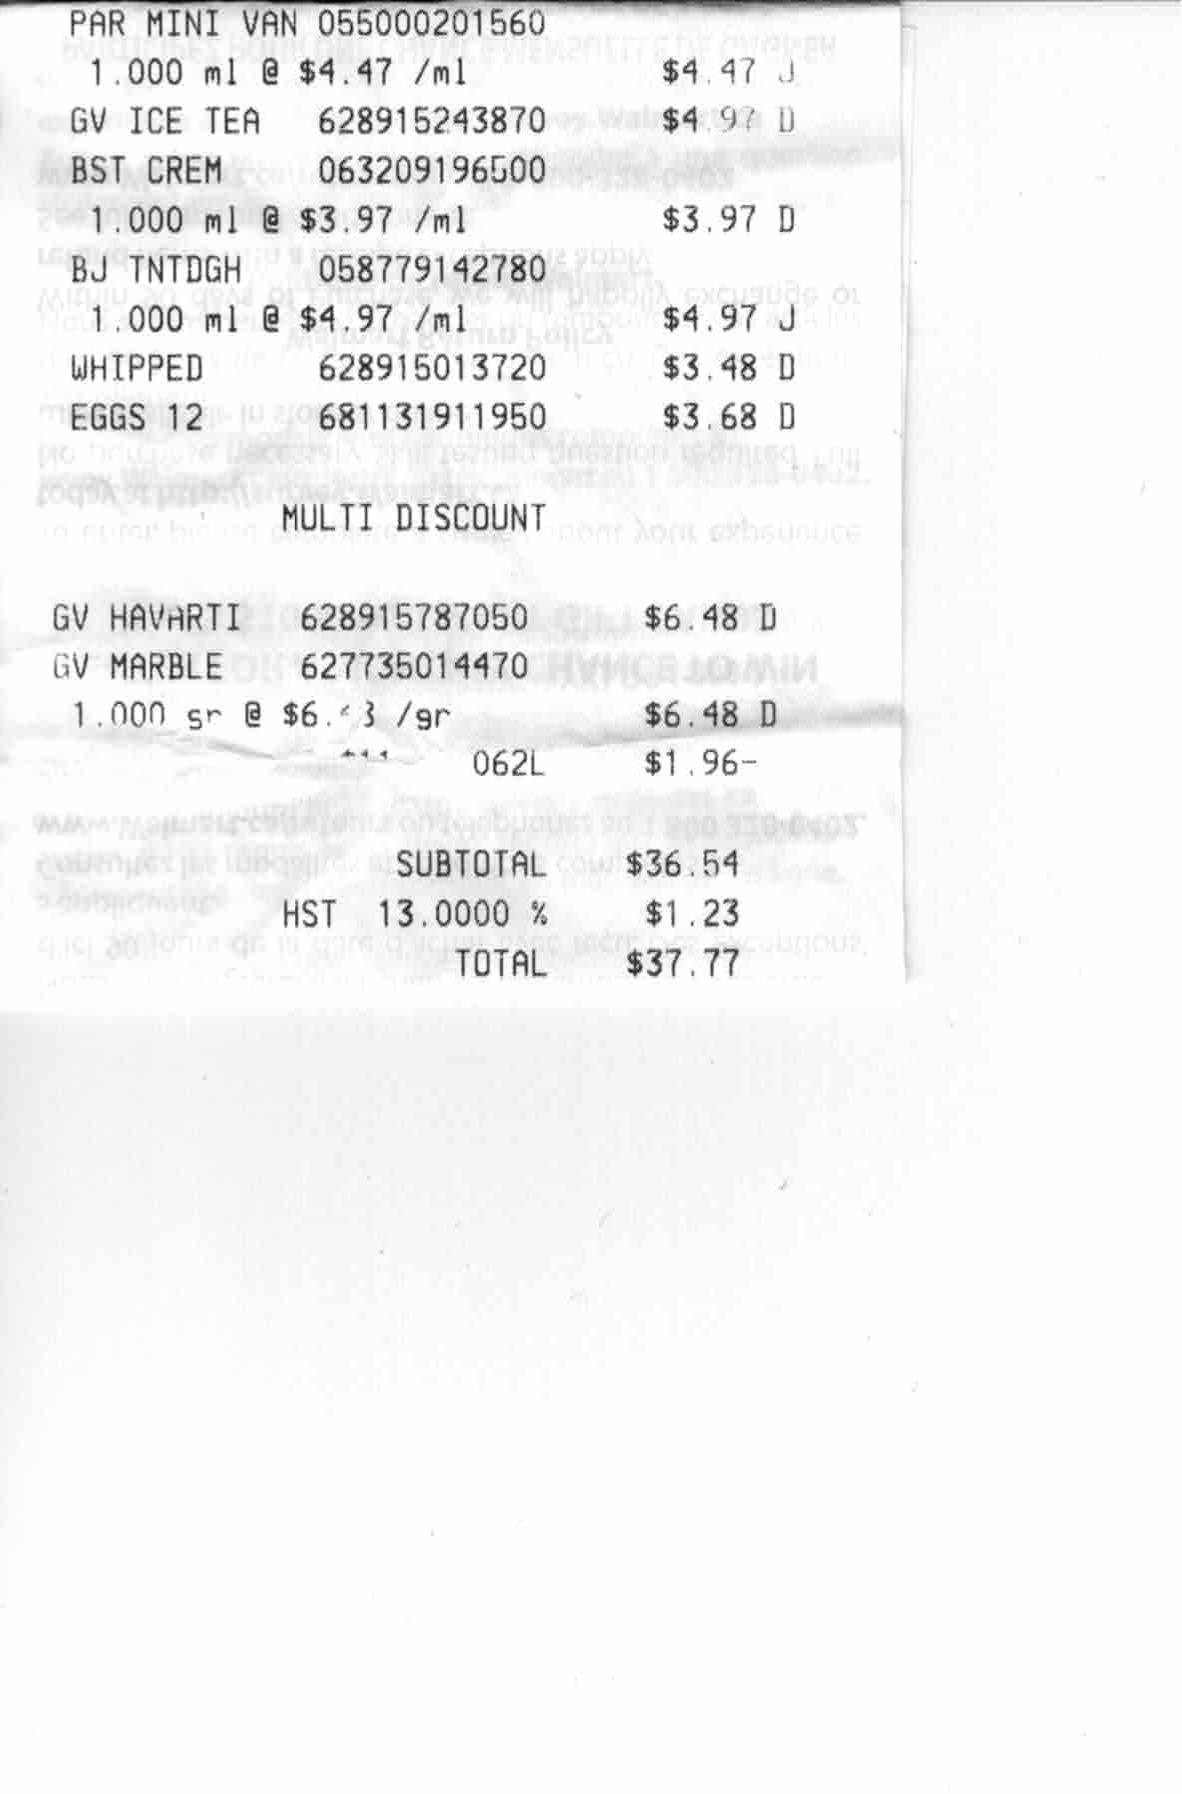 PAR MINI VAN 055000201560
1.000 ml @ $4.47 /ml $4.47 J
GV ICE TEA 628915243870 $4.97 D
BST CREM 063209196500
1.000 ml @ $3.97 /ml $3.97 D
BJ TNTDGH 058779142780
1.000 ml @ $4.97 /ml $4.97 J
WHIPPED 628915013720 $3.48 D
EGGS 12 681131911950 $3.68 D
MULTI DISCOUNT
GV HAVARTI 628915787050 $6.48 D
GV MARBLE 627735014470
1.000 gr @ $6.48 /gr $6.48 D
062L $1.96-
SUBTOTAL $36.54
HST 13.0000 % $1.23
TOTAL $37.77